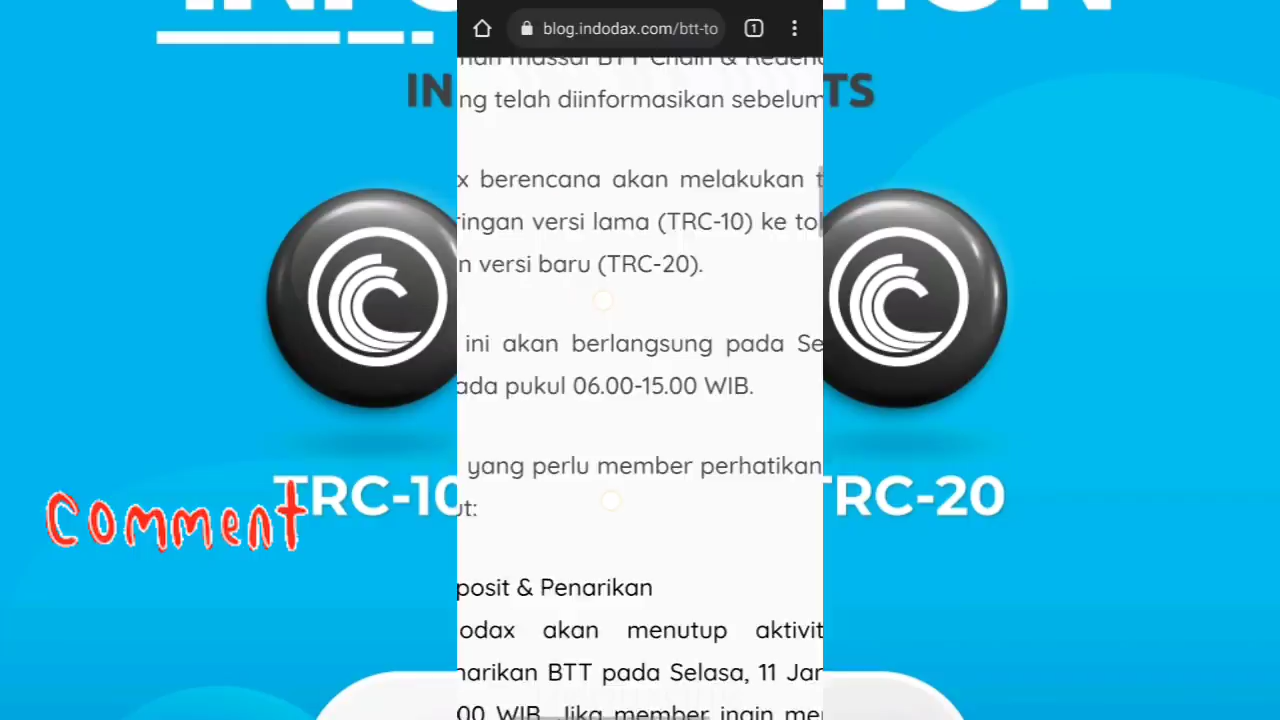 blog.indodax.com/btt-to
1
IN
TS
BTT Chain &
ng telah diinformasikan sebelum
x berencana akan melakukan t
ringan versi lama (TRC-10) ke to
n versi baru (TRC-20).
ini akan berlangsung pada Se
ada pukul 06.00-15.00 WIB.
yang perlu member perhatikan
ut:
TRC-10
TRC-20
comment
posit & Penarikan
odax akan menutup aktivit
narikan BTT pada Selasa, 11 Jan
00 WIB. Jika member ingin